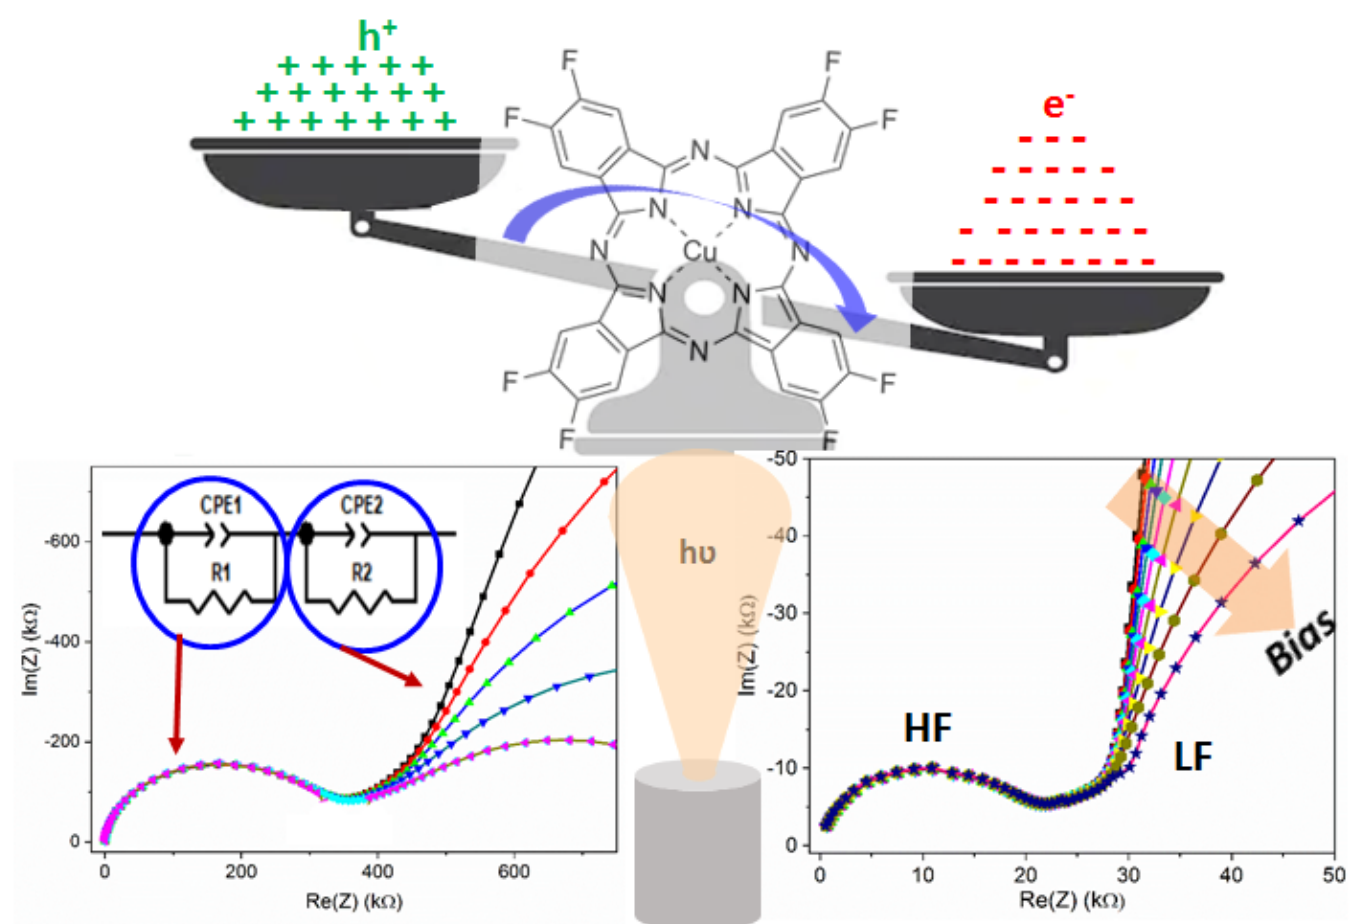 h⁺
+ + + + +
+ + + + + +
+ + + + + + +
e⁻
- - -
- - - - -
- - - - - -
- - - - - - -
- - - - - - - -
F
F
F
F
N
N
N
N
Cu
N
N
N
N
F
F
F
F
CPE1
CPE2
R1
R2
-600
-400
-200
0
Im(Z) (kΩ)
0
200
400
600
Re(Z) (kΩ)
hυ
-50
-40
-30
-20
-10
0
Im(Z) (kΩ)
Bias
HF
LF
0
10
20
30
40
50
Re(Z) (kΩ)